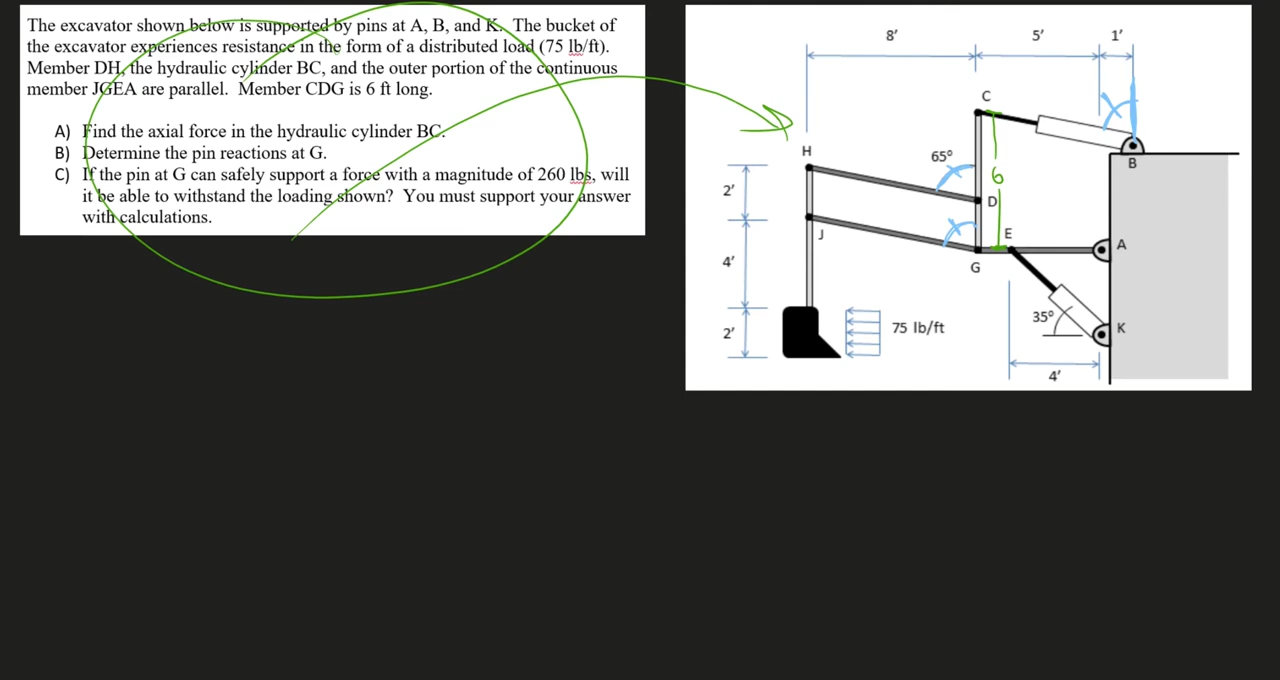 The excavator shown below is supported by pins at A, B, and K. The bucket of
the excavator experiences resistance in the form of a distributed load (75 lb/ft).
Member DH, the hydraulic cylinder BC, and the outer portion of the continuous
member JGEA are parallel. Member CDG is 6 ft long.
A) Find the axial force in the hydraulic cylinder BC.
B) Determine the pin reactions at G.
C) If the pin at G can safely support a force with a magnitude of 260 lbs, will
it be able to withstand the loading shown? You must support your answer
with calculations.
8' 5' 1'
C
H
65°
B
2'
6
D
J
E
A
G
4'
35°
K
2'
75 lb/ft
4'